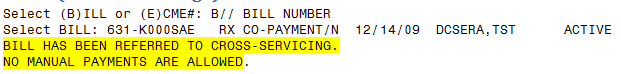 Select (B)ILL or (E)CME#: B// BILL NUMBER
Select BILL: 631-K000SAE   RX CO-PAYMENT/N  12/14/09  DCSERA,TST     ACTIVE
BILL HAS BEEN REFERRED TO CROSS-SERVICING.
NO MANUAL PAYMENTS ARE ALLOWED.